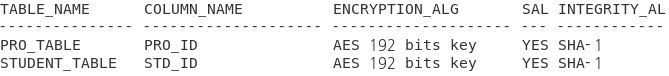 TABLE_NAME COLUMN_NAME ENCRYPTION_ALG SAL INTEGRITY_AL
--------------- -------------------- -------------------- --- ------------
PRO_TABLE PRO_ID AES 192 bits key YES SHA-1
STUDENT_TABLE STD_ID AES 192 bits key YES SHA-1